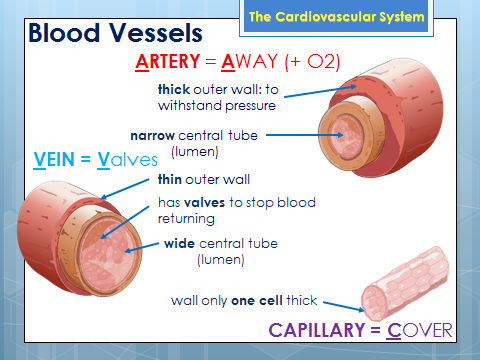 The Cardiovascular System
Blood Vessels
ARTERY = AWAY (+ O2)
thick outer wall: to
withstand pressure
narrow central tube
(lumen)
VEIN = Valves
thin outer wall
has valves to stop blood
returning
wide central tube
(lumen)
wall only one cell thick
CAPILLARY = COVER